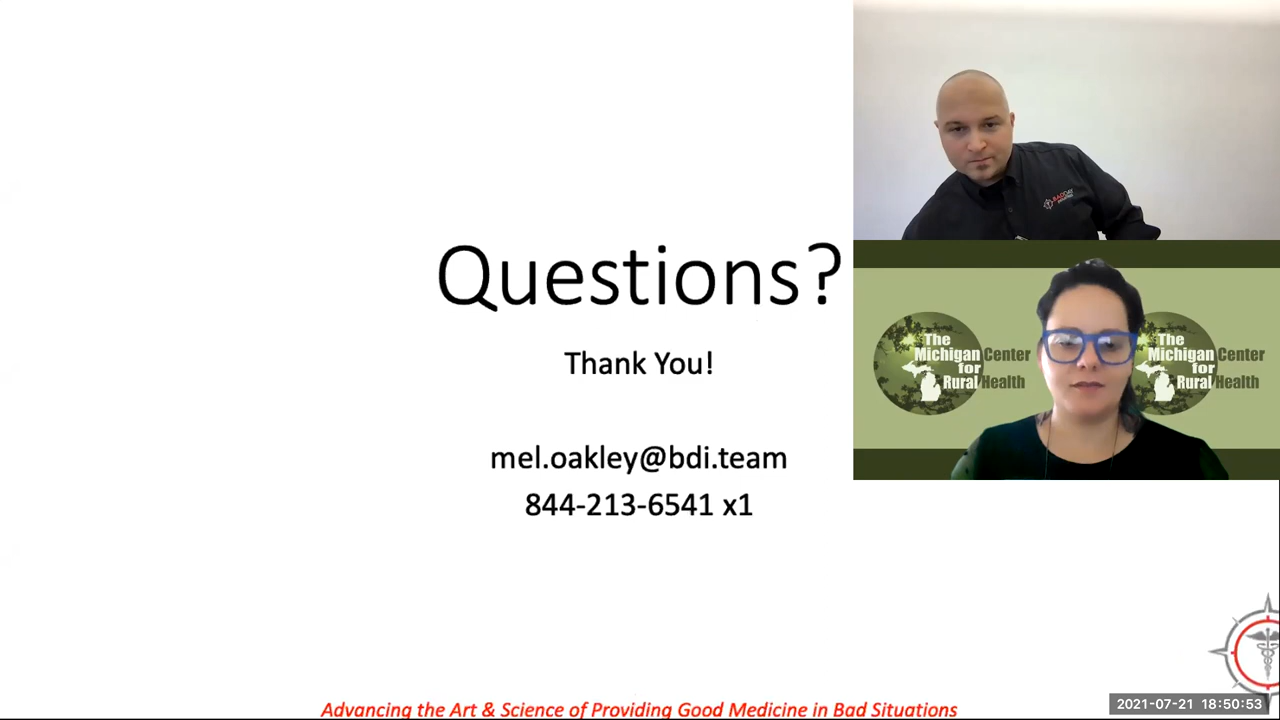 Questions?
Thank You!
mel.oakley@bdi.team
844-213-6541 x1
Advancing the Art & Science of Providing Good Medicine in Bad Situations
BADDAY
The
Michigan Center
for
Rural Health
The
Michigan Center
for
Rural Health
2021-07-21 18:50:53